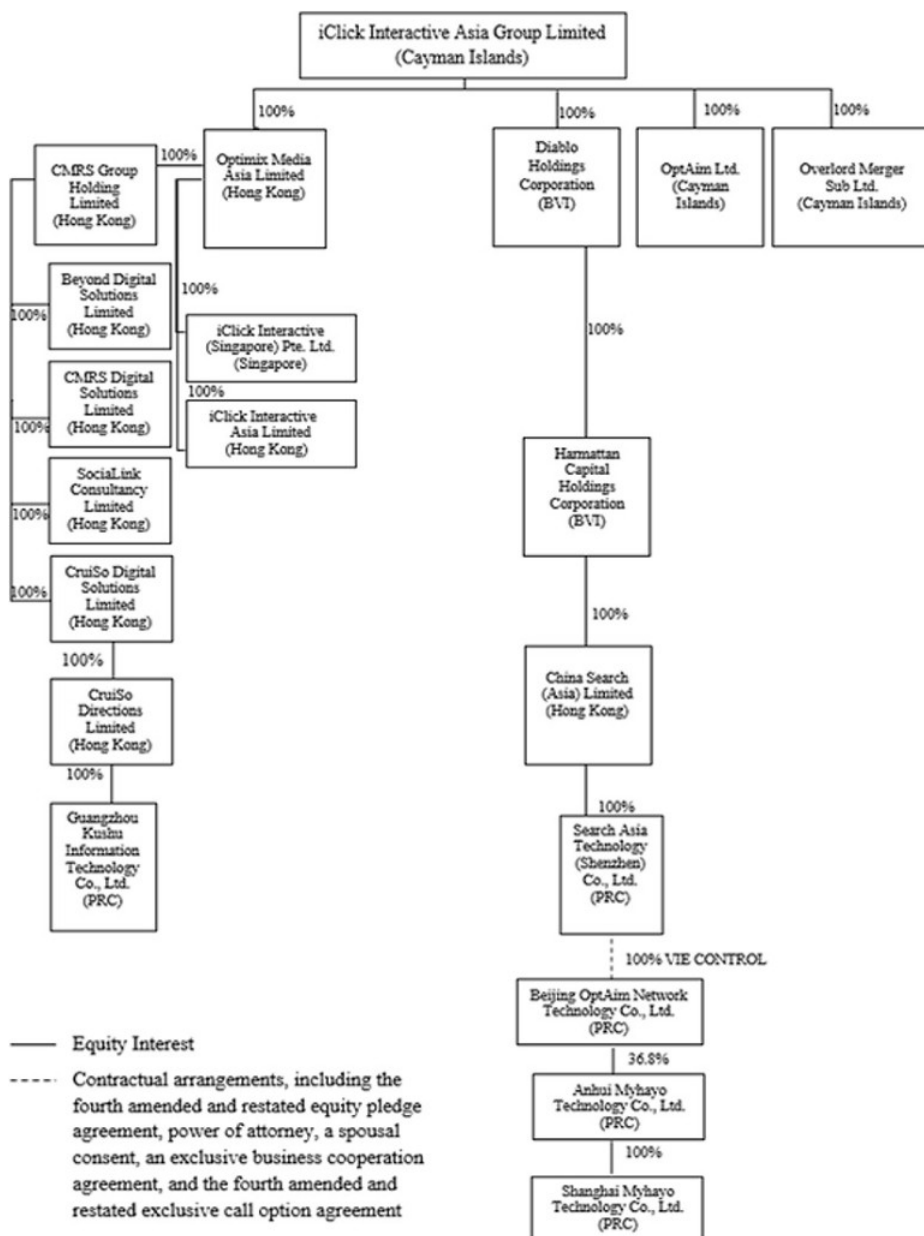 iClick Interactive Asia Group Limited
(Cayman Islands)
100%
100%
100%
100%
CMRS Group
Holding
Limited
(Hong Kong)
100%
Optimix Media
Asia Limited
(Hong Kong)
Diablo
Holdings
Corporation
(BVI)
OptAim Ltd.
(Cayman
Islands)
Overlord Merger
Sub Ltd.
(Cayman Islands)
Beyond Digital
Solutions
Limited
(Hong Kong)
100%
100%
iClick Interactive
(Singapore) Pte. Ltd.
(Singapore)
100%
iClick Interactive
Asia Limited
(Hong Kong)
100%
CMRS Digital
Solutions
Limited
(Hong Kong)
100%
SociaLink
Consultancy
Limited
(Hong Kong)
100%
CruiSo Digital
Solutions
Limited
(Hong Kong)
100%
100%
CruiSo
Directions
Limited
(Hong Kong)
100%
Guangzhou
Kushu
Information
Technology
Co., Ltd.
(PRC)
100%
Harmattan
Capital
Holdings
Corporation
(BVI)
100%
China Search
(Asia) Limited
(Hong Kong)
100%
Search Asia
Technology
(Shenzhen)
Co., Ltd.
(PRC)
100% VIE CONTROL
Beijing OptAim Network
Technology Co., Ltd.
(PRC)
36.8%
Anhui Myhayo
Technology Co., Ltd.
(PRC)
100%
Shanghai Myhayo
Technology Co., Ltd.
(PRC)
Equity Interest
Contractual arrangements, including the
fourth amended and restated equity pledge
agreement, power of attorney, a spousal
consent, an exclusive business cooperation
agreement, and the fourth amended and
restated exclusive call option agreement